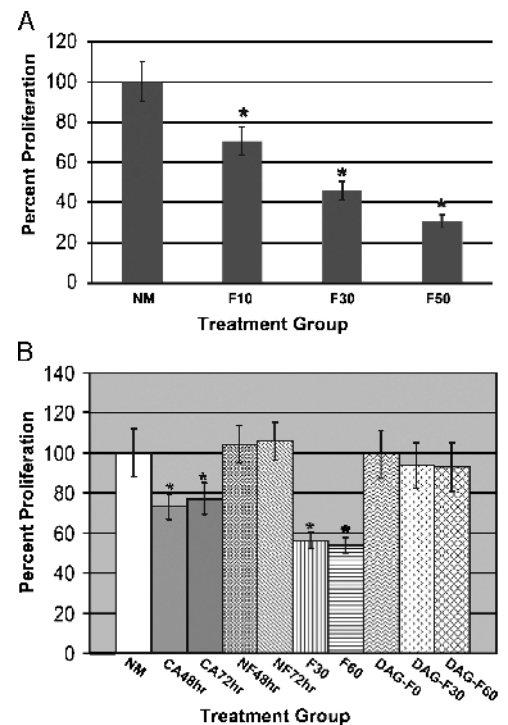 A
120
100
80
60
40
20
0
Percent Proliferation
*
*
*
NM F10 F30 F50
Treatment Group
B
140
120
100
80
60
40
20
0
Percent Proliferation
*
*
*
*
NM CA48hr CA72hr NF48hr NF72hr F30 F60 DAG-F0 DAG-F30 DAG-F60
Treatment Group